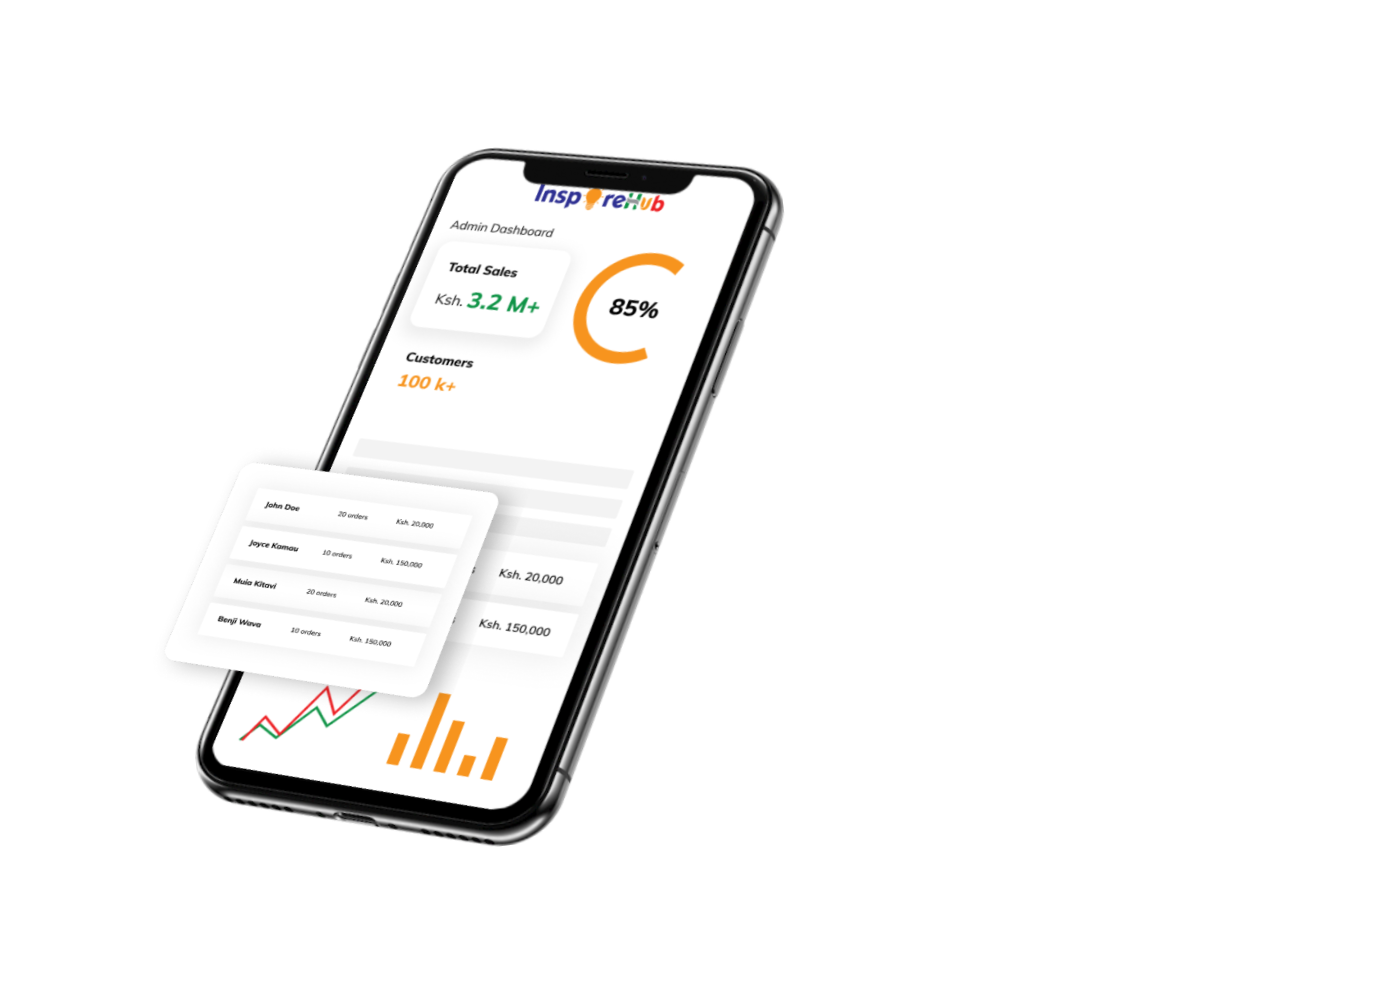 InspireHub
Admin Dashboard
Total Sales
Ksh. 3.2 M+
85%
Customers
100 k+
John Doe 20 orders Ksh. 20,000
Joyce Kamau 10 orders Ksh. 150,000
Muia Kitavi 20 orders Ksh. 20,000
Benji Wava 10 orders Ksh. 150,000
s Ksh. 20,000
s Ksh. 150,000